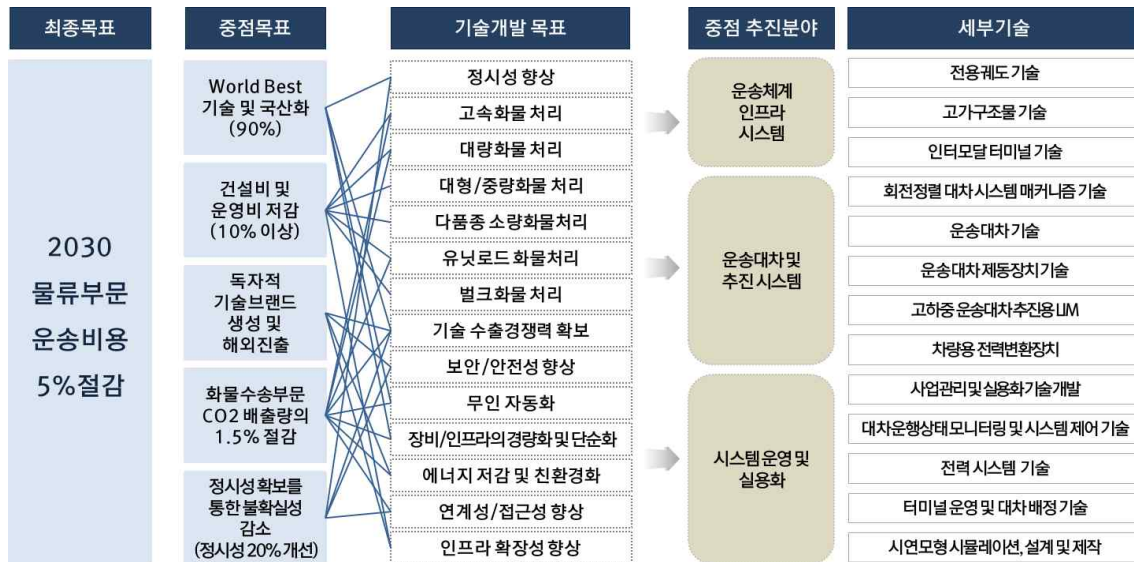 최종목표
2030
물류부문
운송비용
5%절감
중점목표
World Best
기술 및 국산화
(90%)
건설비 및
운영비 저감
(10% 이상)
독자적
기술브랜드
생성 및
해외진출
화물수송부문
CO2 배출량의
1.5% 절감
정시성 확보를
통한 불확실성
감소
(정시성 20% 개선)
기술개발 목표
정시성 향상
고속화물 처리
대량화물 처리
대형/중량화물 처리
다품종 소량화물처리
유닛로드 화물처리
벌크화물 처리
기술 수출경쟁력 확보
보안/안전성 향상
무인 자동화
장비/인프라의 경량화 및 단순화
에너지 저감 및 친환경화
연계성/접근성 향상
인프라 확장성 향상
중점 추진분야
운송체계
인프라
시스템
운송대차 및
추진 시스템
시스템 운영 및
실용화
세부기술
전용궤도 기술
고가구조물 기술
인터모달 터미널 기술
회전정렬 대차 시스템 매커니즘 기술
운송대차 기술
운송대차 제동장치 기술
고하중 운송대차 추진용 LIM
차량용 전력변환장치
사업관리 및 실용화 기술개발
대차운행상태 모니터링 및 시스템 제어 기술
전력 시스템 기술
터미널 운영 및 대차 배정 기술
시연모형 시뮬레이션, 설계 및 제작